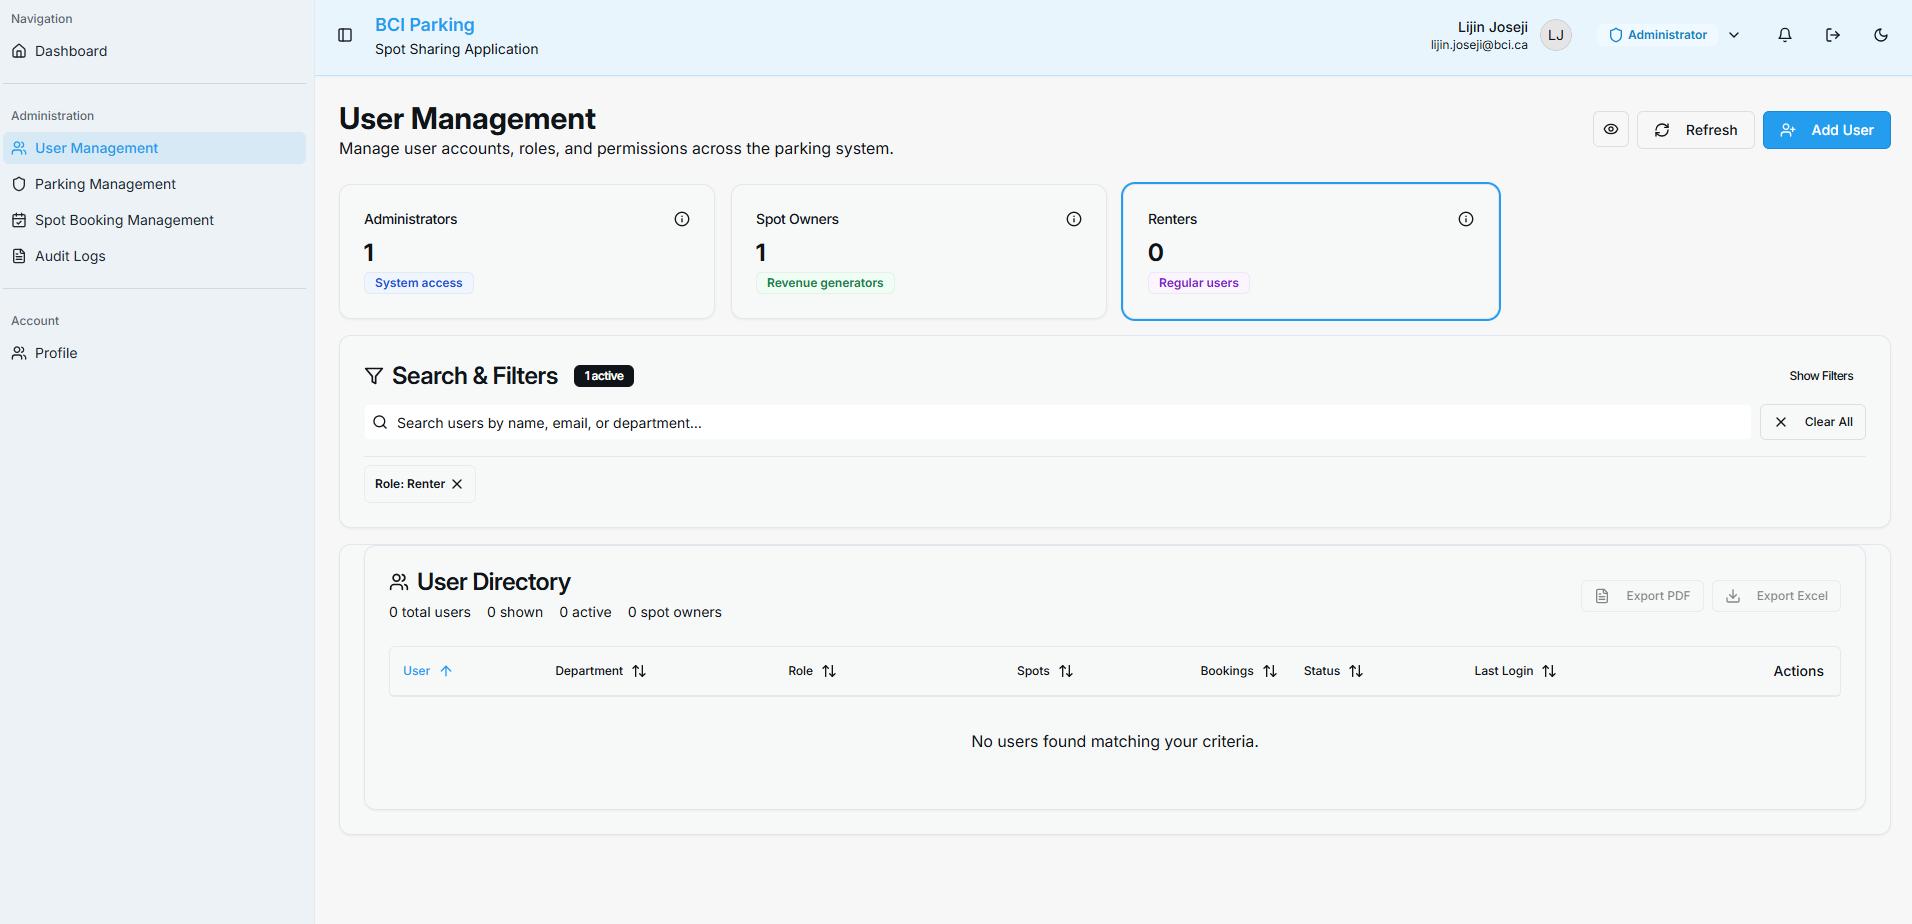 Navigation
Dashboard
Administration
User Management
Parking Management
Spot Booking Management
Audit Logs
Account
Profile
BCI Parking
Spot Sharing Application
Lijin Joseji
lijin.joseji@bci.ca
LJ
Administrator
User Management
Manage user accounts, roles, and permissions across the parking system.
Refresh
Add User
Administrators
1
System access
Spot Owners
1
Revenue generators
Renters
0
Regular users
Search & Filters
1 active
Show Filters
Search users by name, email, or department...
Clear All
Role: Renter
User Directory
0 total users 0 shown 0 active 0 spot owners
Export PDF
Export Excel
User Department Role Spots Bookings Status Last Login Actions
No users found matching your criteria.